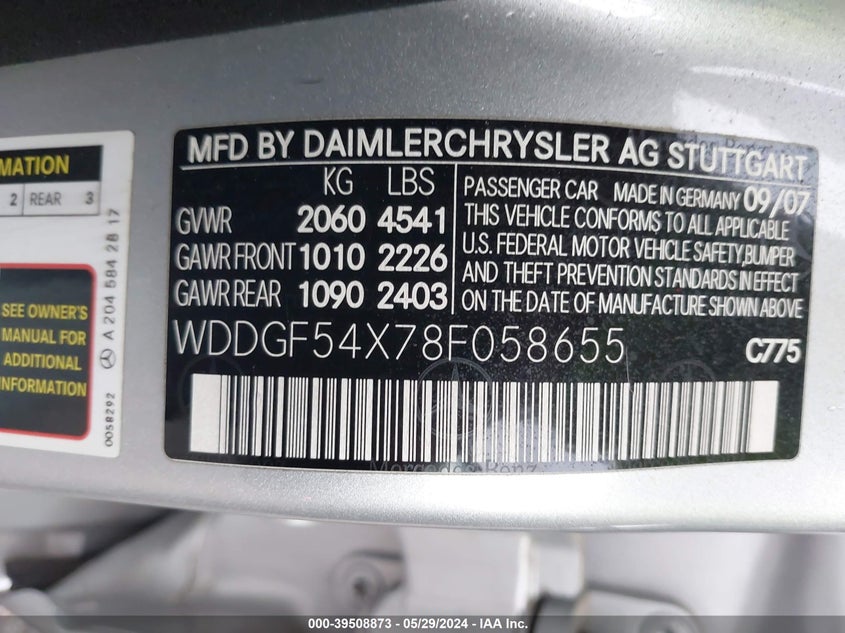 MATION
2 REAR 3
SEE OWNER'S
MANUAL FOR
ADDITIONAL
INFORMATION
A 204 584 28 17
0058292
MFD BY DAIMLERCHRYSLER AG STUTTGART
KG LBS
GVWR 2060 4541
GAWR FRONT 1010 2226
GAWR REAR 1090 2403
PASSENGER CAR MADE IN GERMANY 09/07
THIS VEHICLE CONFORMS TO ALL APPLICABLE
U.S. FEDERAL MOTOR VEHICLE SAFETY,BUMPER
AND THEFT PREVENTION STANDARDS IN EFFECT
ON THE DATE OF MANUFACTURE SHOWN ABOVE
WDDGF54X78F058655 C775
Mercedes-Benz
000-39508873 - 05/29/2024 - IAA Inc.